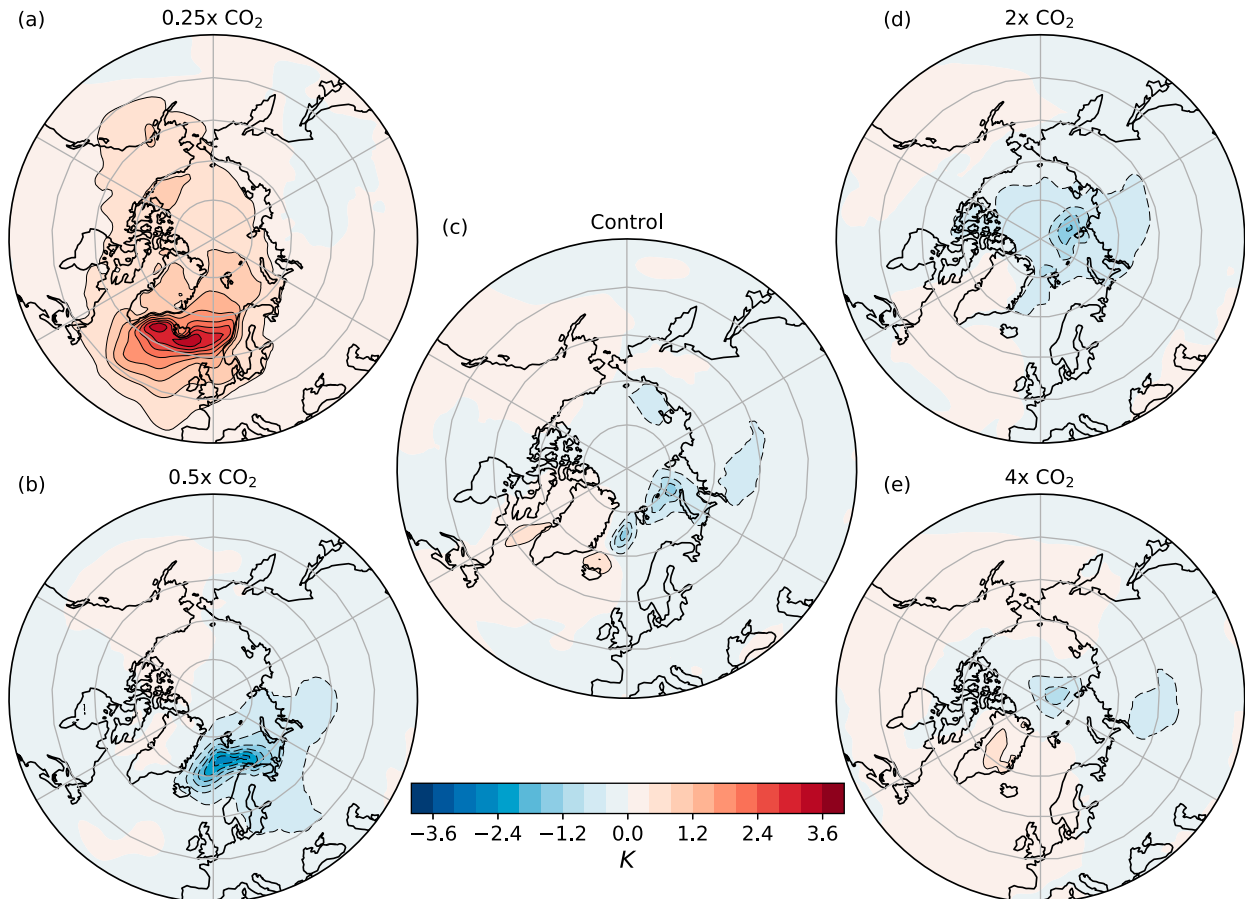 (a) 0.25x CO₂
(d) 2x CO₂
(c) Control
(b) 0.5x CO₂
(e) 4x CO₂
−3.6 −2.4 −1.2 0.0 1.2 2.4 3.6
K